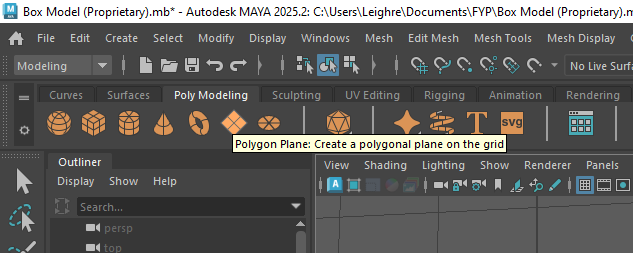 Box Model (Proprietary).mb* - Autodesk MAYA 2025.2: C:\Users\Leighre\Documents\FYP\Box Model (Proprietary).m
File Edit Create Select Modify Display Windows Mesh Edit Mesh Mesh Tools Mesh Display
Modeling No Live Surfa
Curves Surfaces Poly Modeling Sculpting UV Editing Rigging Animation Rendering
T svg
Polygon Plane: Create a polygonal plane on the grid
Outliner
Display Show Help
Search...
persp
top
View Shading Lighting Show Renderer Panels